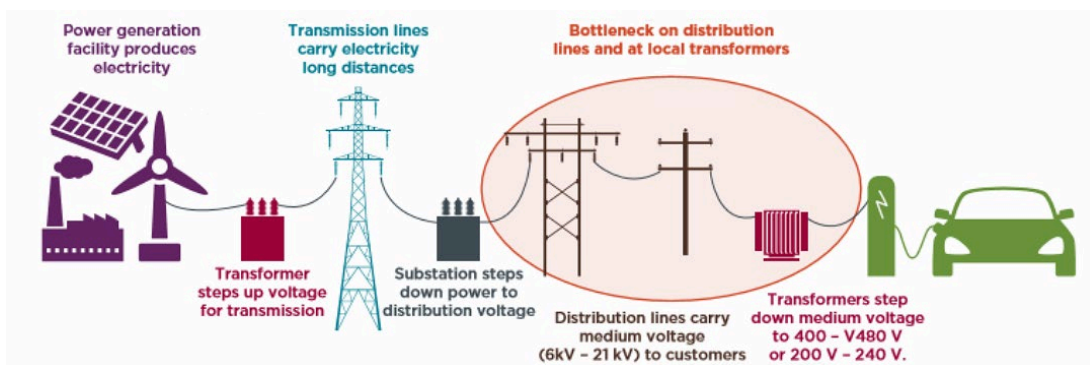 Power generation
facility produces
electricity
Transmission lines
carry electricity
long distances
Bottleneck on distribution
lines and at local transformers
Transformer
steps up voltage
for transmission
Substation steps
down power to
distribution voltage
Distribution lines carry
medium voltage
(6kV – 21 kV) to customers
Transformers step
down medium voltage
to 400 – V480 V
or 200 V – 240 V.